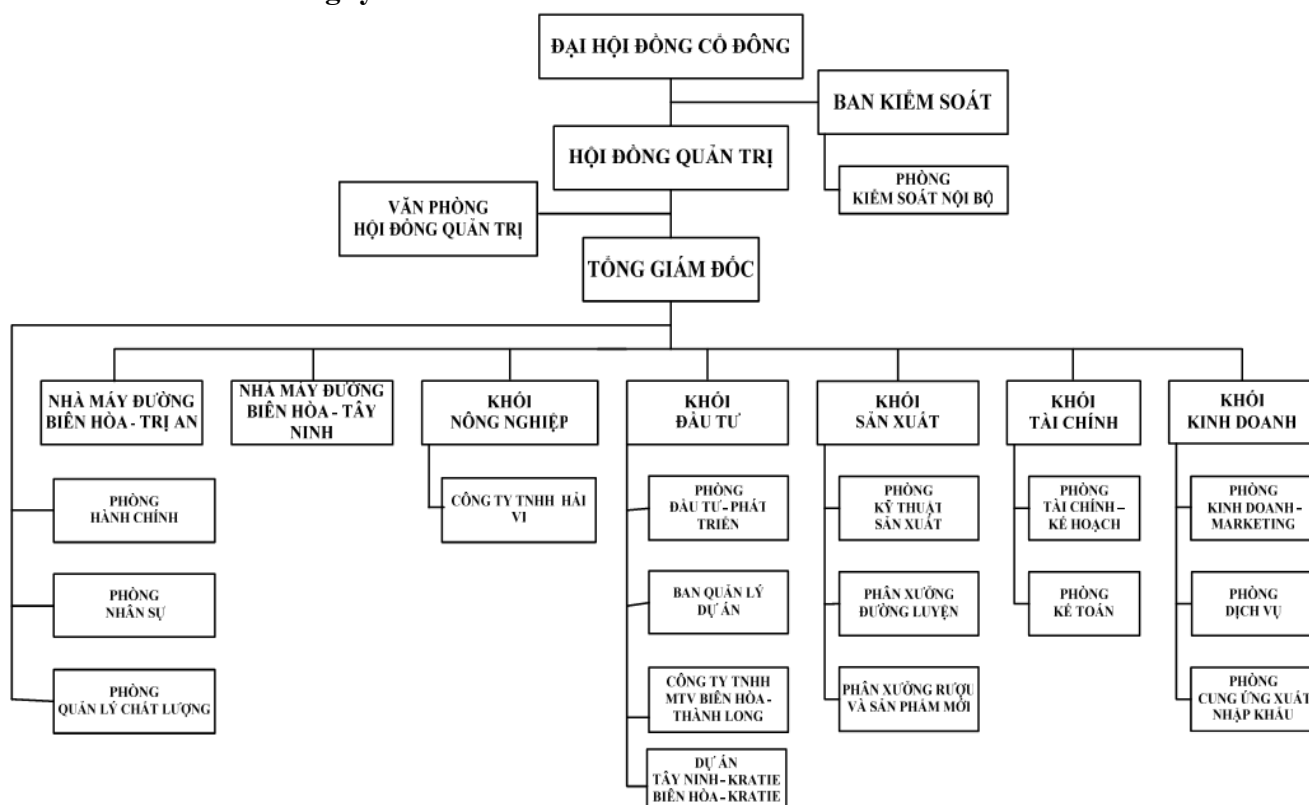 ĐẠI HỘI ĐỒNG CỔ ĐÔNG
BAN KIỂM SOÁT
HỘI ĐỒNG QUẢN TRỊ
PHÒNG
KIỂM SOÁT NỘI BỘ
VĂN PHÒNG
HỘI ĐỒNG QUẢN TRỊ
TỔNG GIÁM ĐỐC
NHÀ MÁY ĐƯỜNG
BIÊN HÒA - TRỊ AN
NHÀ MÁY ĐƯỜNG
BIÊN HÒA - TÂY
NINH
KHỐI
NÔNG NGHIỆP
KHỐI
ĐẦU TƯ
KHỐI
SẢN XUẤT
KHỐI
TÀI CHÍNH
KHỐI
KINH DOANH
PHÒNG
HÀNH CHÍNH
PHÒNG
NHÂN SỰ
PHÒNG
QUẢN LÝ CHẤT LƯỢNG
CÔNG TY TNHH HẢI
VI
PHÒNG
ĐẦU TƯ - PHÁT
TRIỂN
BAN QUẢN LÝ
DỰ ÁN
CÔNG TY TNHH
MTV BIÊN HÒA -
THÀNH LONG
DỰ ÁN
TÂY NINH - KRATIE
BIÊN HÒA - KRATIE
PHÒNG
KỸ THUẬT
SẢN XUẤT
PHÂN XƯỞNG
ĐƯỜNG LUYỆN
PHÂN XƯỞNG RƯỢU
VÀ SẢN PHẨM MỚI
PHÒNG
TÀI CHÍNH –
KẾ HOẠCH
PHÒNG
KẾ TOÁN
PHÒNG
KINH DOANH –
MARKETING
PHÒNG
DỊCH VỤ
PHÒNG
CUNG ỨNG XUẤT
NHẬP KHẨU